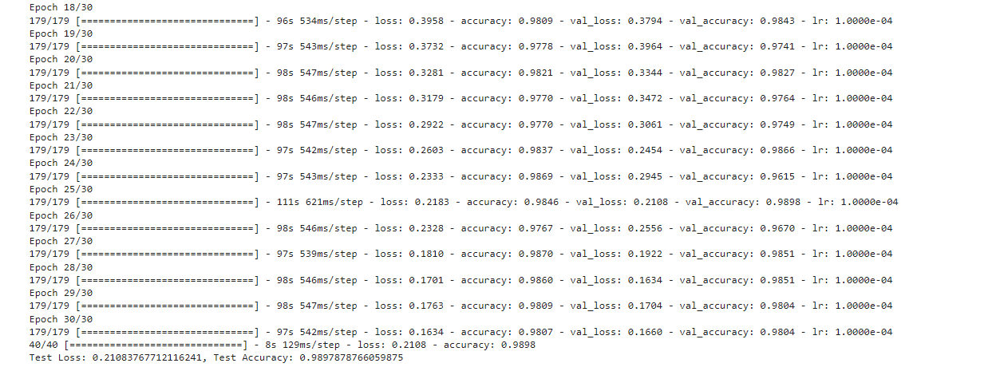 Epoch 18/30
179/179 [==============================] - 96s 534ms/step - loss: 0.3958 - accuracy: 0.9809 - val_loss: 0.3794 - val_accuracy: 0.9843 - lr: 1.0000e-04
Epoch 19/30
179/179 [==============================] - 97s 543ms/step - loss: 0.3732 - accuracy: 0.9778 - val_loss: 0.3964 - val_accuracy: 0.9741 - lr: 1.0000e-04
Epoch 20/30
179/179 [==============================] - 98s 547ms/step - loss: 0.3281 - accuracy: 0.9821 - val_loss: 0.3344 - val_accuracy: 0.9827 - lr: 1.0000e-04
Epoch 21/30
179/179 [==============================] - 98s 546ms/step - loss: 0.3179 - accuracy: 0.9770 - val_loss: 0.3472 - val_accuracy: 0.9764 - lr: 1.0000e-04
Epoch 22/30
179/179 [==============================] - 98s 547ms/step - loss: 0.2922 - accuracy: 0.9770 - val_loss: 0.3061 - val_accuracy: 0.9749 - lr: 1.0000e-04
Epoch 23/30
179/179 [==============================] - 97s 542ms/step - loss: 0.2603 - accuracy: 0.9837 - val_loss: 0.2454 - val_accuracy: 0.9866 - lr: 1.0000e-04
Epoch 24/30
179/179 [==============================] - 97s 543ms/step - loss: 0.2333 - accuracy: 0.9869 - val_loss: 0.2945 - val_accuracy: 0.9615 - lr: 1.0000e-04
Epoch 25/30
179/179 [==============================] - 111s 621ms/step - loss: 0.2183 - accuracy: 0.9846 - val_loss: 0.2108 - val_accuracy: 0.9898 - lr: 1.0000e-04
Epoch 26/30
179/179 [==============================] - 98s 546ms/step - loss: 0.2328 - accuracy: 0.9767 - val_loss: 0.2556 - val_accuracy: 0.9670 - lr: 1.0000e-04
Epoch 27/30
179/179 [==============================] - 97s 539ms/step - loss: 0.1810 - accuracy: 0.9870 - val_loss: 0.1922 - val_accuracy: 0.9851 - lr: 1.0000e-04
Epoch 28/30
179/179 [==============================] - 98s 546ms/step - loss: 0.1701 - accuracy: 0.9860 - val_loss: 0.1634 - val_accuracy: 0.9851 - lr: 1.0000e-04
Epoch 29/30
179/179 [==============================] - 98s 547ms/step - loss: 0.1763 - accuracy: 0.9809 - val_loss: 0.1704 - val_accuracy: 0.9804 - lr: 1.0000e-04
Epoch 30/30
179/179 [==============================] - 97s 542ms/step - loss: 0.1634 - accuracy: 0.9807 - val_loss: 0.1660 - val_accuracy: 0.9804 - lr: 1.0000e-04
40/40 [==============================] - 8s 129ms/step - loss: 0.2108 - accuracy: 0.9898
Test Loss: 0.21083767712116241, Test Accuracy: 0.9897878766059875